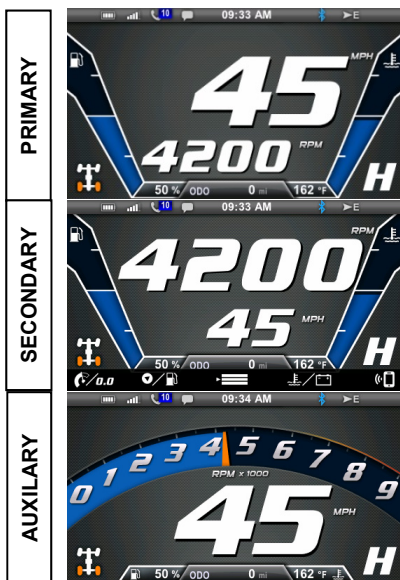 PRIMARY
10 09:33 AM E
45 MPH
4200 RPM
50 % ODO 0 mi 162 °F
H
SECONDARY
10 09:33 AM E
4200 RPM
45 MPH
50 % ODO 0 mi 162 °F
H
0.0
AUXILARY
10 09:34 AM E
0 1 2 3 4 5 6 7 8 9
RPM x 1000
45 MPH
50 % ODO 0 mi 162 °F
H